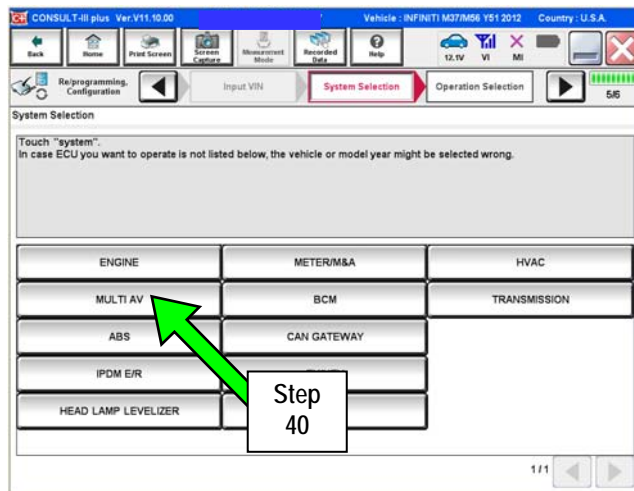 CONSULT-III plus Ver.V11.10.00 Vehicle : INFINITI M37/M56 Y51 2012 Country : U.S.A.
Back Home Print Screen Screen Capture Measurement Mode Recorded Data Help 12.1V VI MI
Re/programming, Configuration Input VIN System Selection Operation Selection 5/6
System Selection
Touch "system".
In case ECU you want to operate is not listed below, the vehicle or model year might be selected wrong.
ENGINE METER/M&A HVAC
MULTI AV BCM TRANSMISSION
ABS CAN GATEWAY
IPDM E/R
HEAD LAMP LEVELIZER
Step
40
1/1